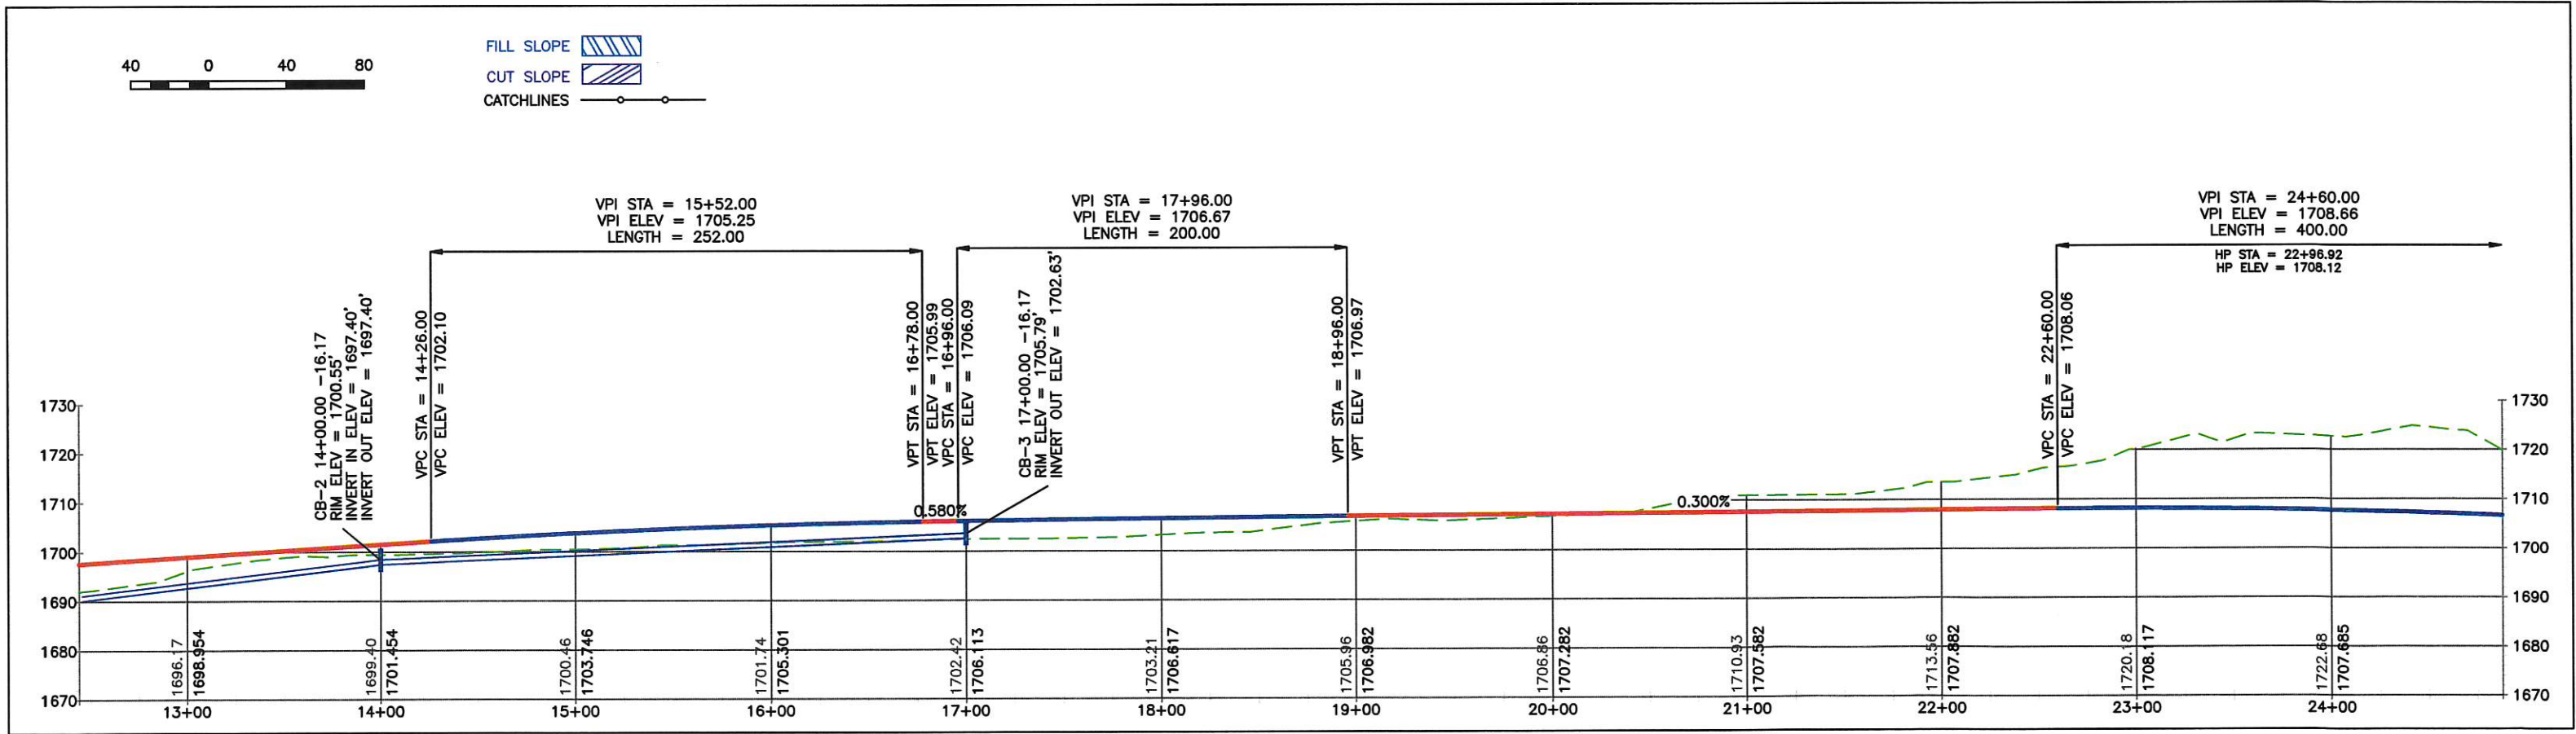 40 0 40 80
FILL SLOPE
CUT SLOPE
CATCHLINES
VPI STA = 15+52.00
VPI ELEV = 1705.25
LENGTH = 252.00
VPI STA = 17+96.00
VPI ELEV = 1706.67
LENGTH = 200.00
VPI STA = 24+60.00
VPI ELEV = 1708.66
LENGTH = 400.00
HP STA = 22+96.92
HP ELEV = 1708.12
CB-2 14+00.00 -16.17
RIM ELEV = 1700.55'
INVERT IN ELEV = 1697.40'
INVERT OUT ELEV = 1697.40'
VPC STA = 14+26.00
VPC ELEV = 1702.10
VPT STA = 16+78.00
VPT ELEV = 1705.99
VPC STA = 16+96.00
VPC ELEV = 1706.09
CB-3 17+00.00 -16.17
RIM ELEV = 1705.79'
INVERT OUT ELEV = 1702.63'
VPT STA = 18+96.00
VPT ELEV = 1706.97
VPC STA = 22+60.00
VPC ELEV = 1708.06
0.580%
0.300%
1730
1720
1710
1700
1690
1680
1670
1730
1720
1710
1700
1690
1680
1670
1696.17
1698.954
1699.40
1701.454
1700.46
1703.746
1701.74
1705.301
1702.42
1706.113
1703.21
1706.617
1705.96
1706.982
1706.86
1707.282
1710.93
1707.582
1713.56
1707.882
1720.18
1708.117
1722.68
1707.685
13+00 14+00 15+00 16+00 17+00 18+00 19+00 20+00 21+00 22+00 23+00 24+00